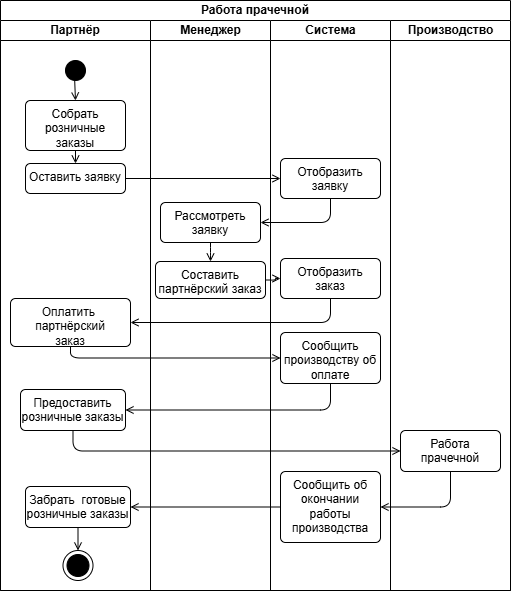 Работа прачечной
Партнёр
Менеджер
Система
Производство
Собрать
розничные
заказы
Оставить заявку
Отобразить
заявку
Рассмотреть
заявку
Составить
партнёрский заказ
Отобразить
заказ
Оплатить
партнёрский
заказ
Сообщить
производству об
оплате
Предоставить
розничные заказы
Работа
прачечной
Сообщить об
окончании
работы
производства
Забрать готовые
розничные заказы